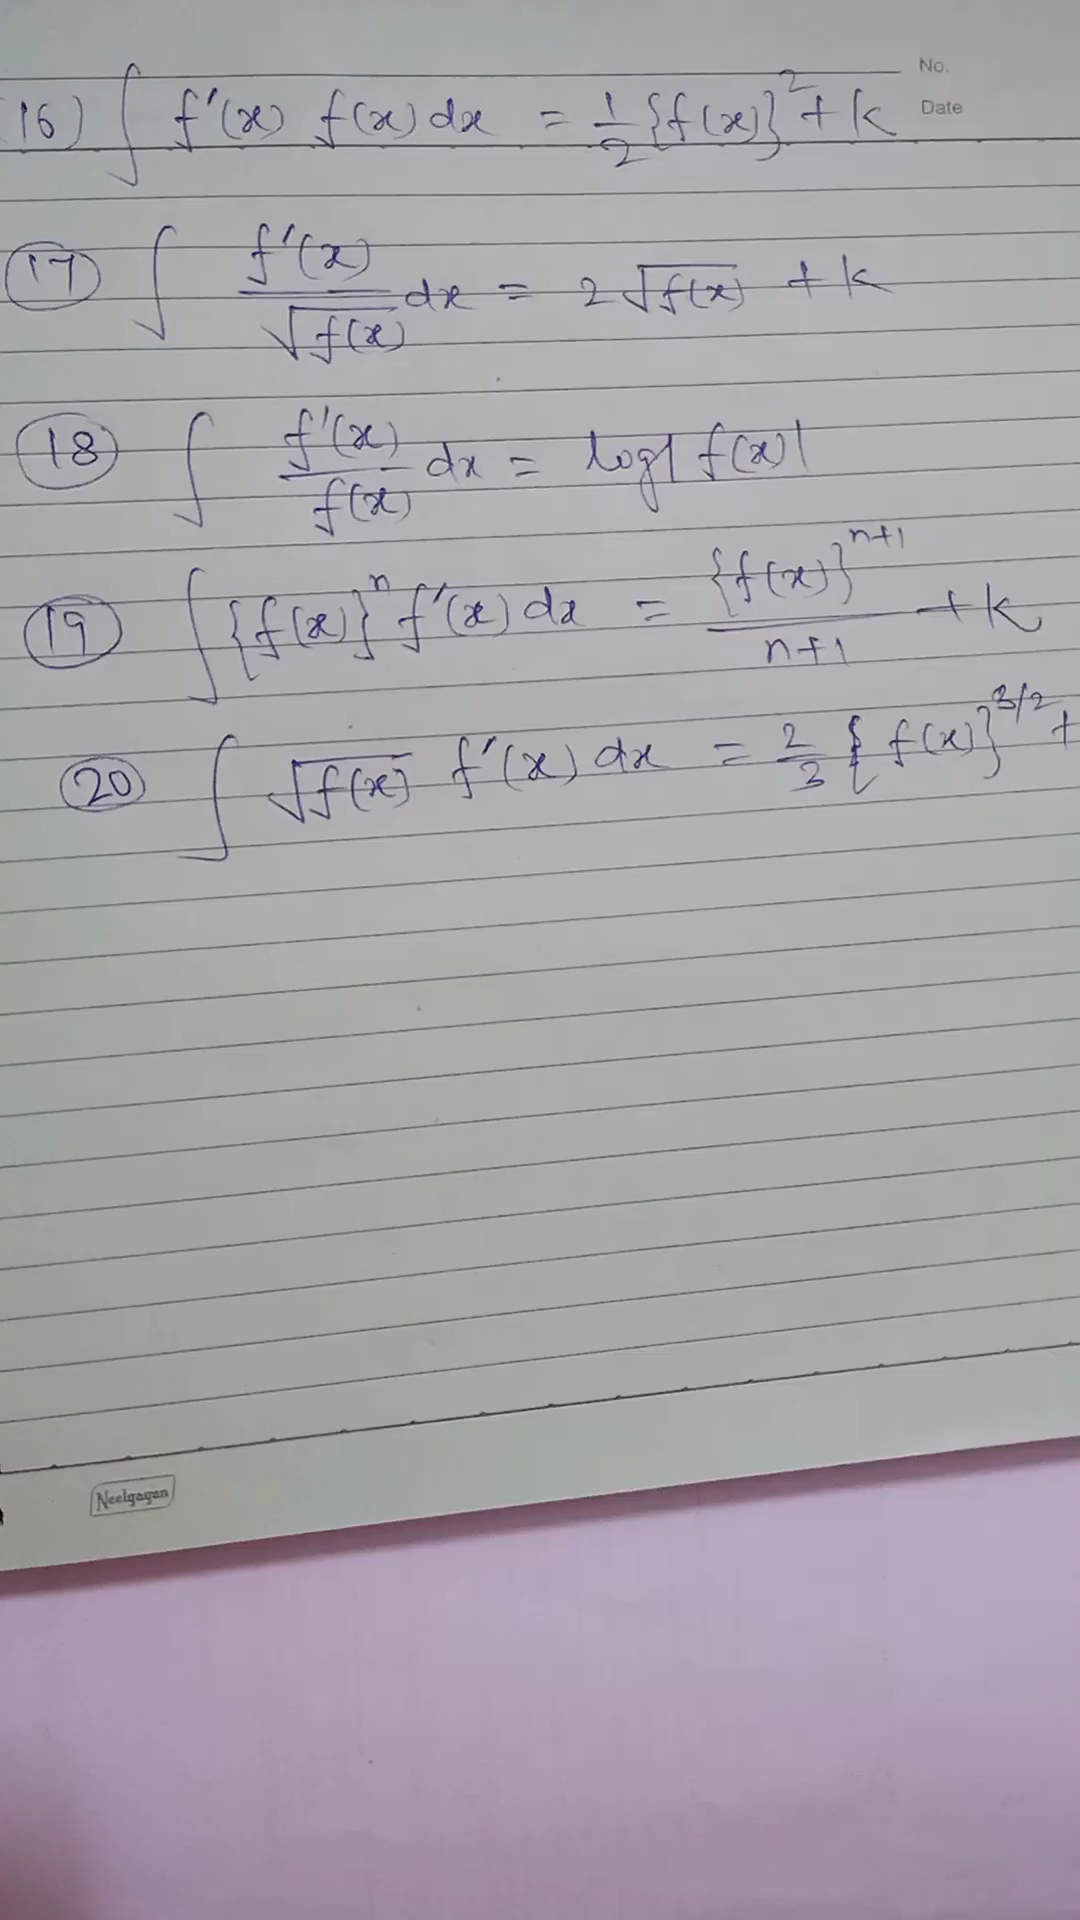 No.
Date
16) ∫ f'(x) f(x) dx = 1/2 {f(x)}² + k
17 ∫ f'(x)/√f(x) dx = 2√f(x) + k
18 ∫ f'(x)/f(x) dx = log|f(x)|
19 ∫ {f(x)}ⁿ f'(x) dx = {f(x)}ⁿ⁺¹/n+1 + k
20 ∫ √f(x) f'(x) dx = 2/3 {f(x)}^3/2 +
Neelgagan